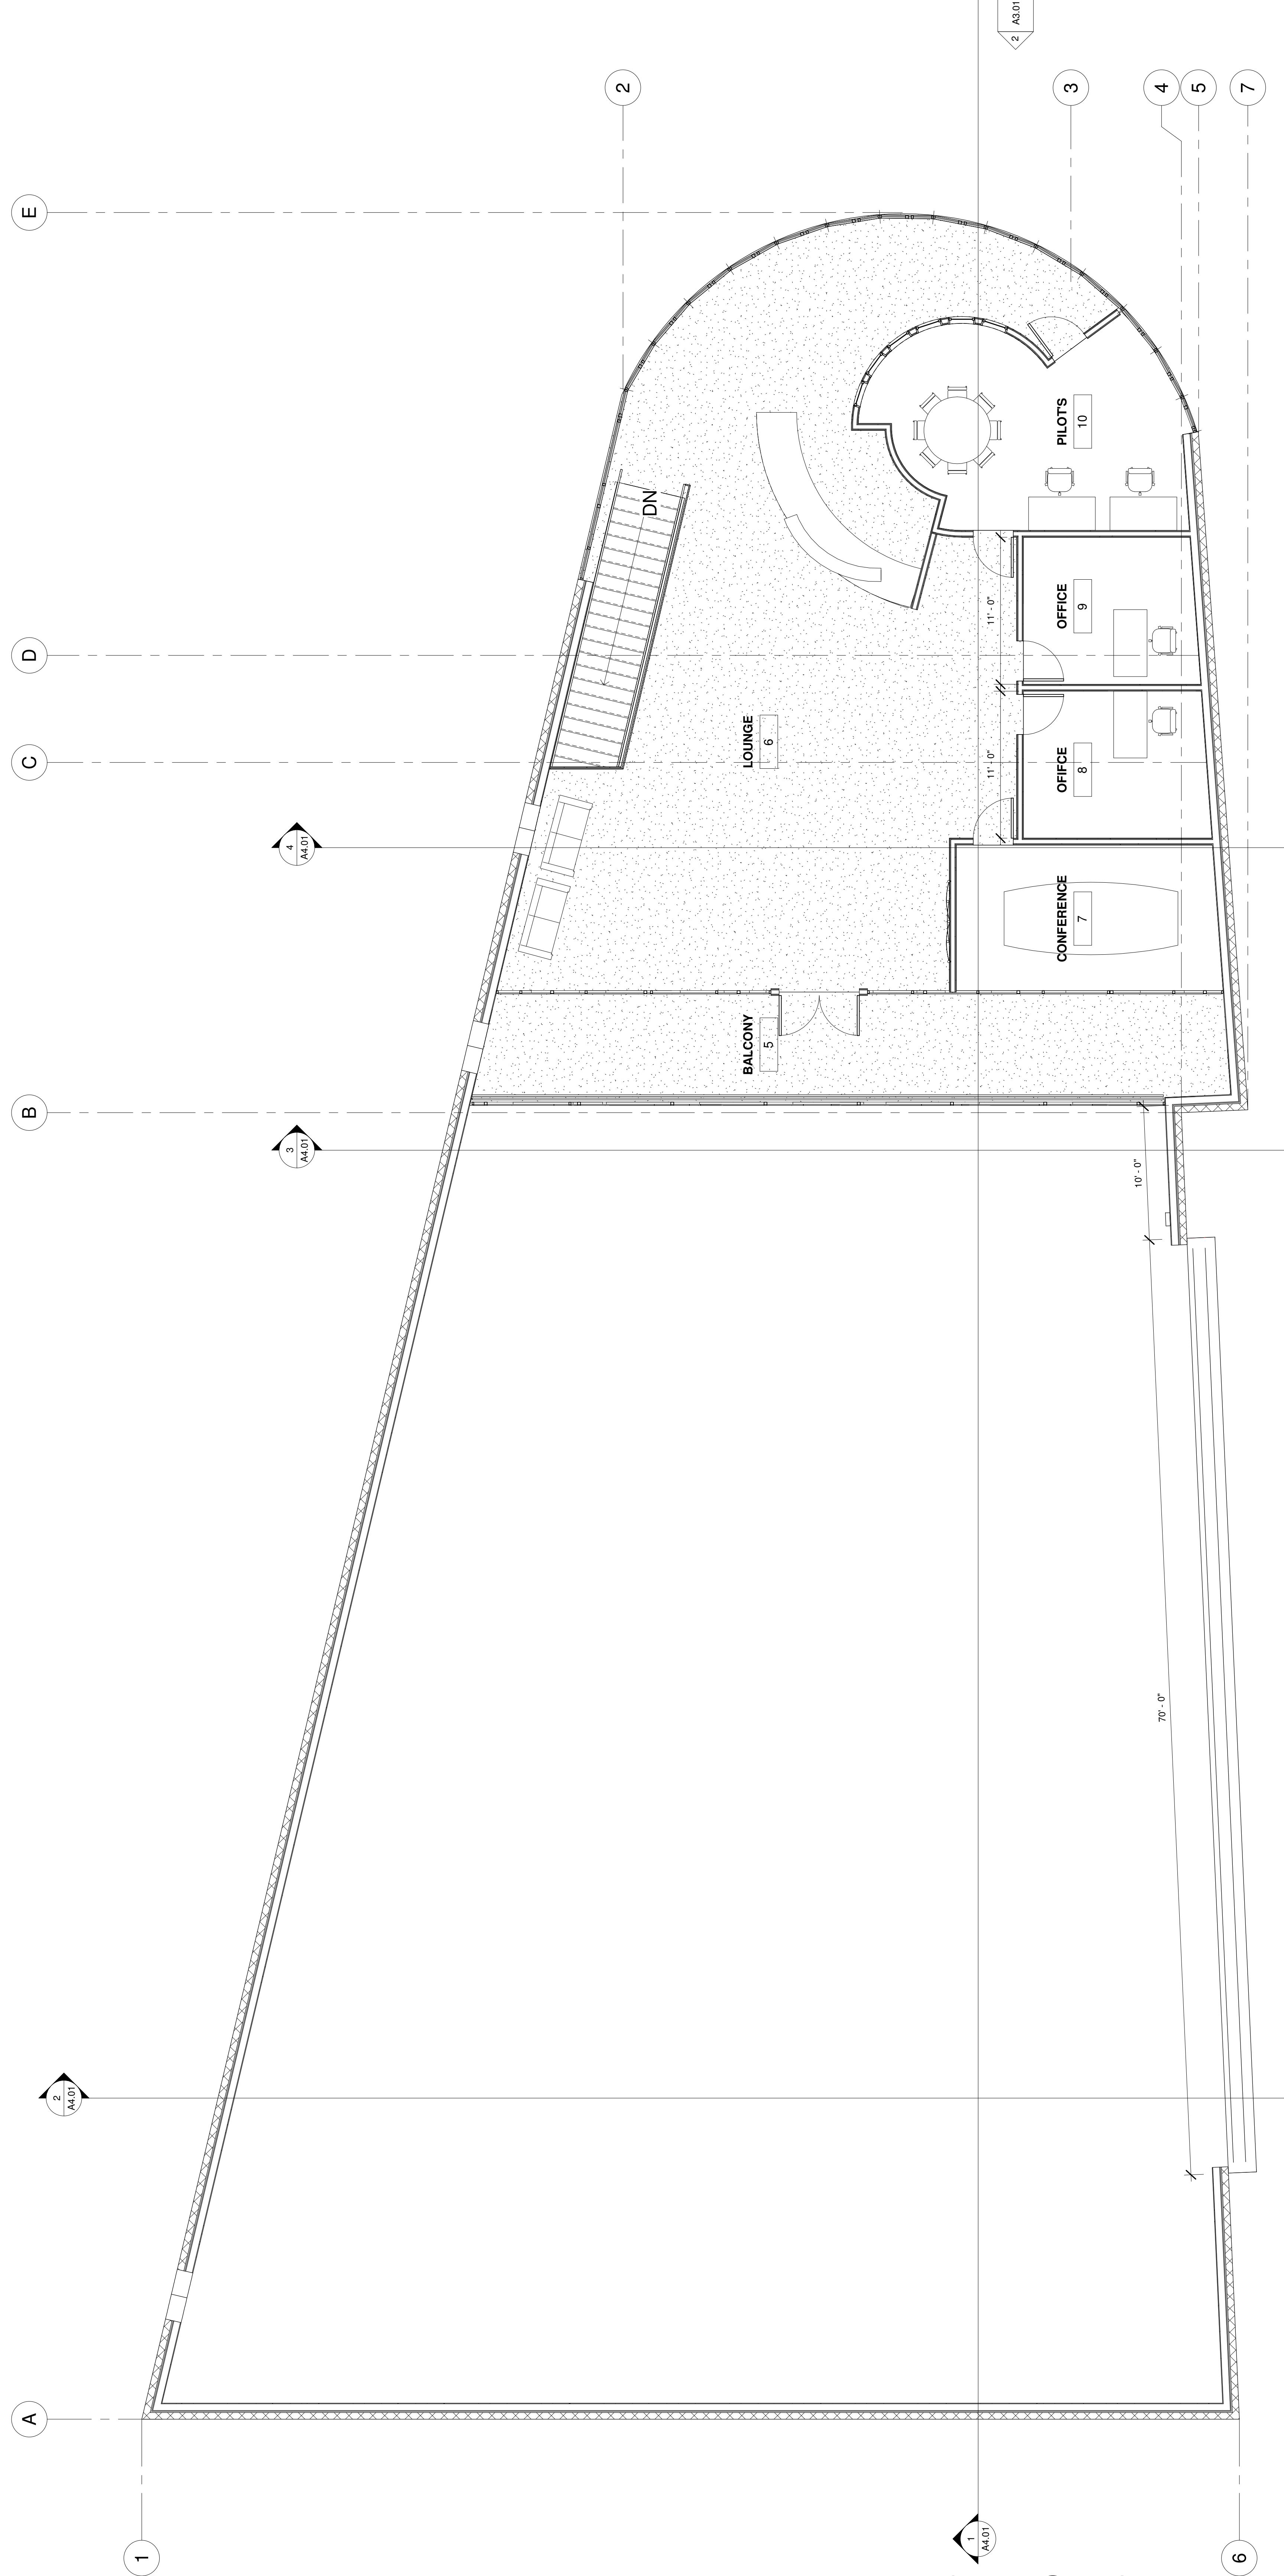 2
A3.01
E
2
3
4
5
7
DN
PILOT'S
10
11' - 0"
OFFICE
9
D
LOUNGE
6
C
11' - 0"
OFIFCE
8
4
A4.01
CONFERENCE
7
BALCONY
5
B
3
A4.01
10' - 0"
70' - 0"
2
A4.01
A
1
1
A4.01
6